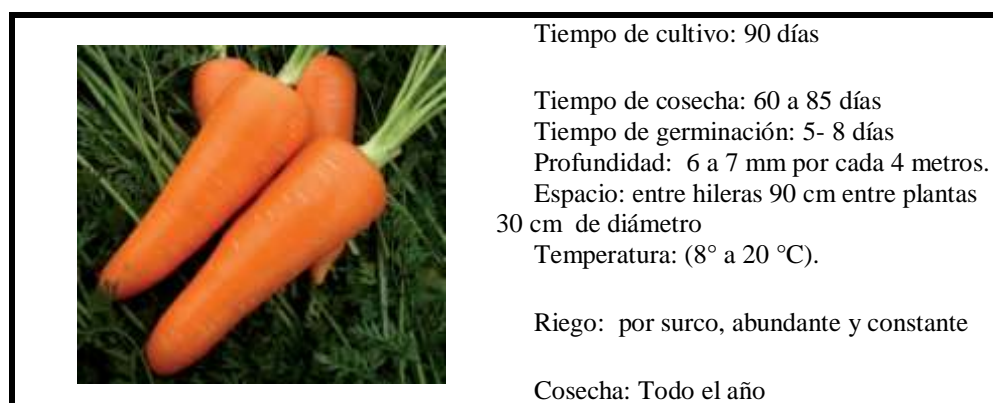 Tiempo de cultivo: 90 días
Tiempo de cosecha: 60 a 85 días
Tiempo de germinación: 5- 8 días
Profundidad: 6 a 7 mm por cada 4 metros.
Espacio: entre hileras 90 cm entre plantas
30 cm de diámetro
Temperatura: (8° a 20 °C).
Riego: por surco, abundante y constante
Cosecha: Todo el año